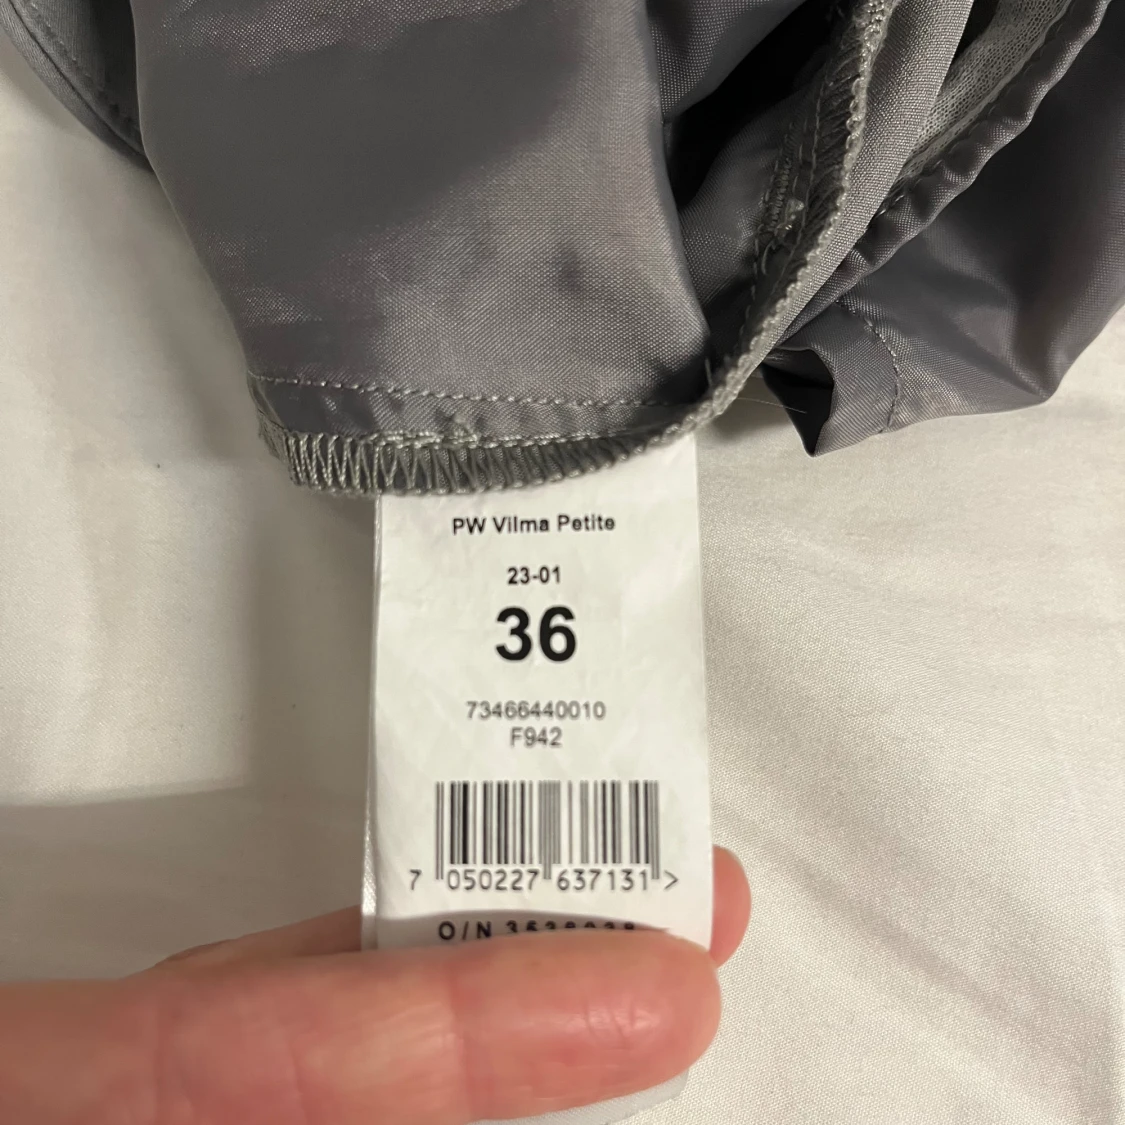 PW Vilma Petite
23-01
36
73466440010
F942
7 050227 637131 >
O/N